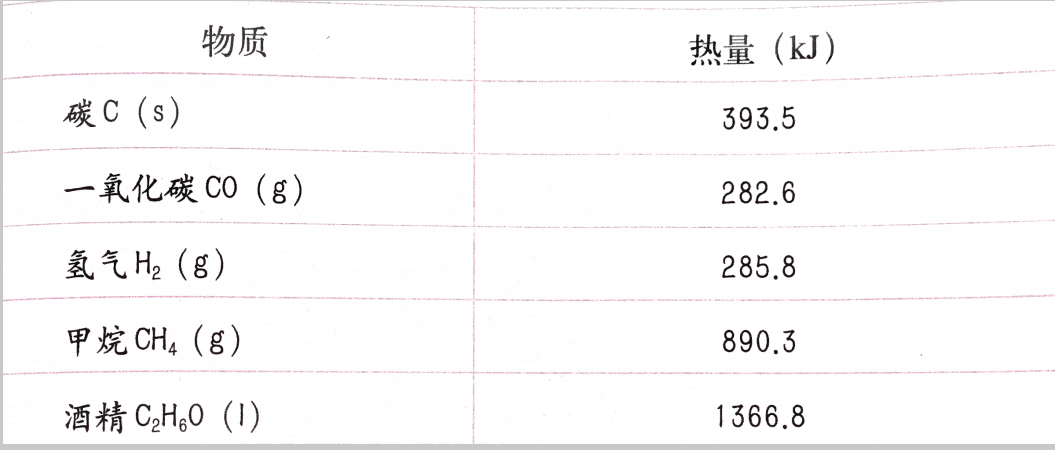 物质 热量（kJ）
碳C（s） 393.5
一氧化碳CO（g） 282.6
氢气H₂（g） 285.8
甲烷CH₄（g） 890.3
酒精C₂H₆O（l） 1366.8